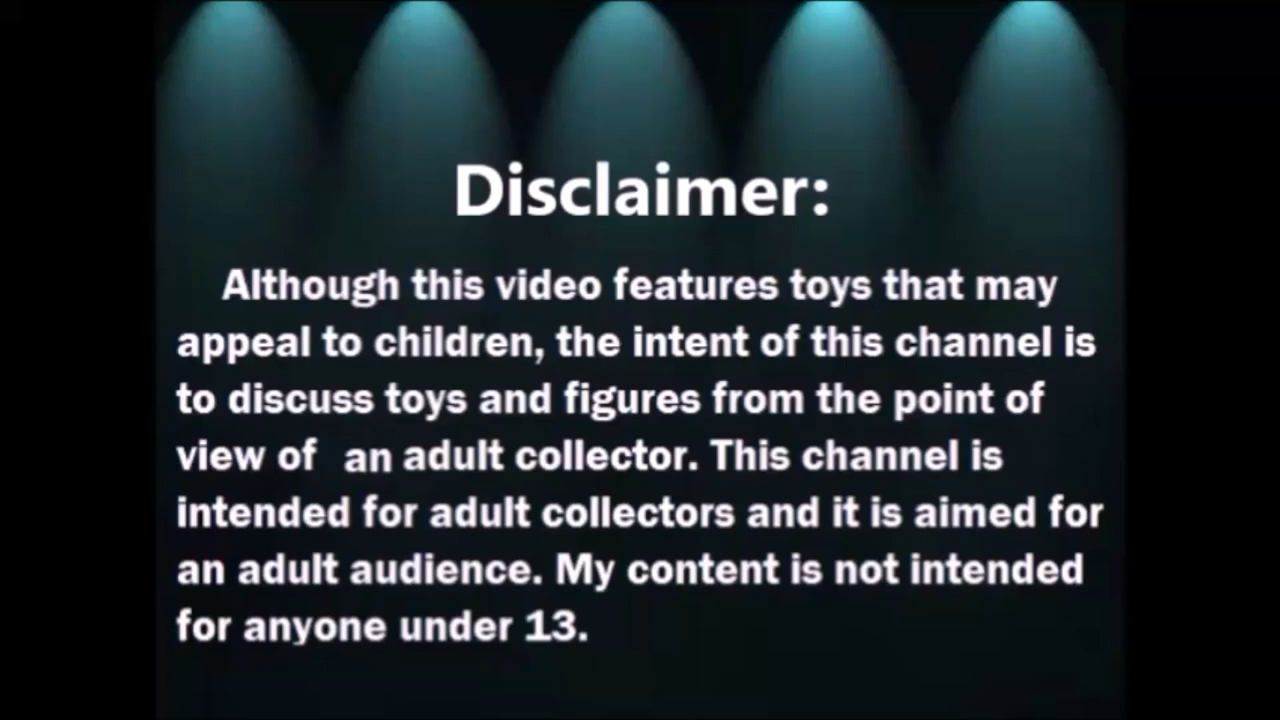 Disclaimer:
Although this video features toys that may
appeal to children, the intent of this channel is
to discuss toys and figures from the point of
view of an adult collector. This channel is
intended for adult collectors and it is aimed for
an adult audience. My content is not intended
for anyone under 13.